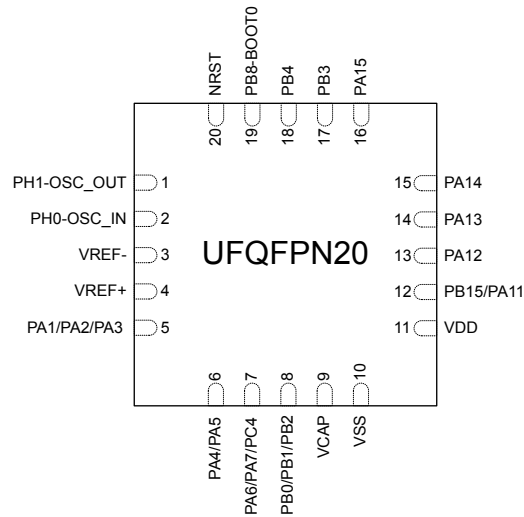 NRST
PB8-BOOT0
PB4
PB3
PA15
20
19
18
17
16
PH1-OSC_OUT 1
PH0-OSC_IN 2
VREF- 3
VREF+ 4
PA1/PA2/PA3 5
UFQFPN20
15 PA14
14 PA13
13 PA12
12 PB15/PA11
11 VDD
6
7
8
9
10
PA4/PA5
PA6/PA7/PC4
PB0/PB1/PB2
VCAP
VSS